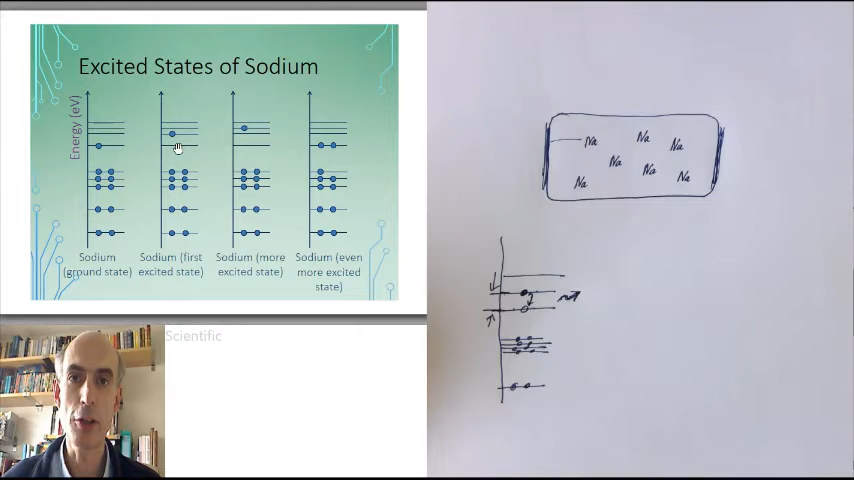 Excited States of Sodium
Energy (eV)
Sodium
(ground state)
Sodium (first
excited state)
Sodium (more
excited state)
Sodium (even
more excited
state)
Scientific
Na
Na
Na
Na
Na
Na
Na